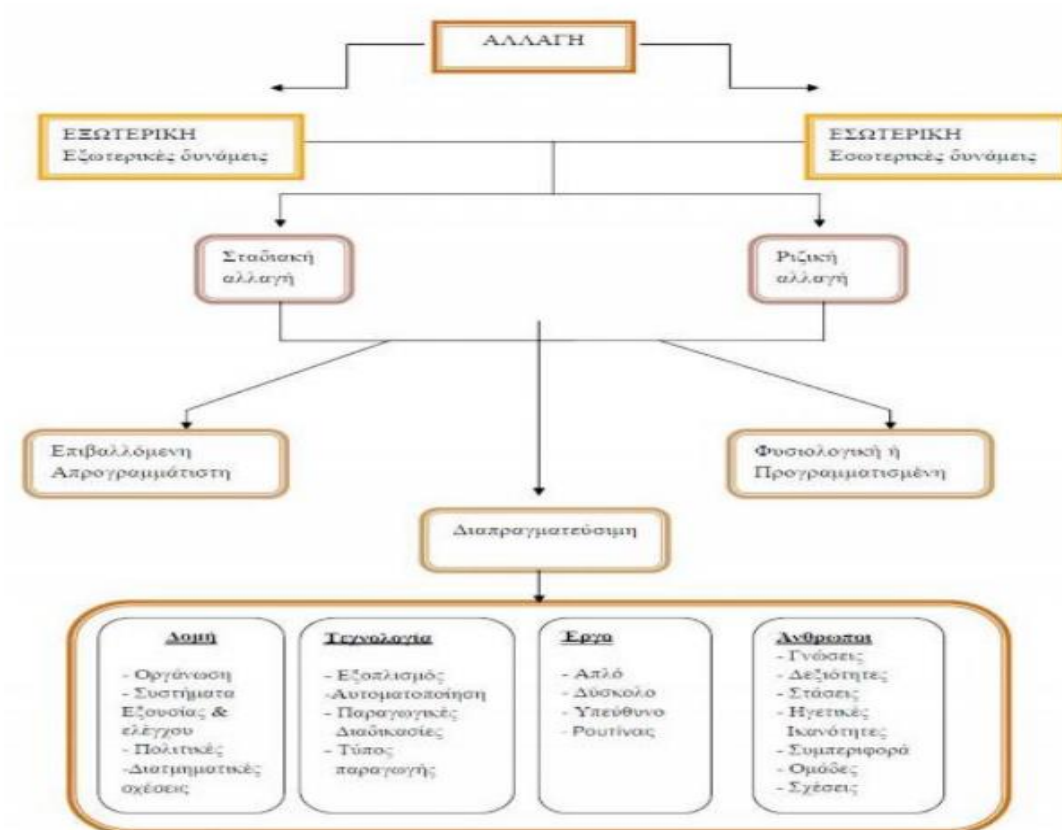 ΑΛΛΑΓΗ
ΕΞΩΤΕΡΙΚΗ
Εξωτερικές δυνάμεις
ΕΣΩΤΕΡΙΚΗ
Εσωτερικές δυνάμεις
Σταδιακή
αλλαγή
Ριζική
αλλαγή
Επιβαλλόμενη
Απρογραμμάτιστη
Φυσιολογική ή
Προγραμματισμένη
Διαπραγματεύσιμη
Δομή
- Οργάνωση
- Συστήματα
Εξουσίας &
ελέγχου
- Πολιτικές
-Διατμηματικές
σχέσεις
Τεχνολογία
- Εξοπλισμός
-Αυτοματοποίηση
- Παραγωγικές
Διαδικασίες
- Τύπος
παραγωγής
Έργο
- Απλό
- Δύσκολο
- Υπεύθυνο
- Ρουτίνας
Άνθρωποι
- Γνώσεις
- Δεξιότητες
- Στάσεις
- Ηγετικές
Ικανότητες
- Συμπεριφορά
- Ομάδες
- Σχέσεις